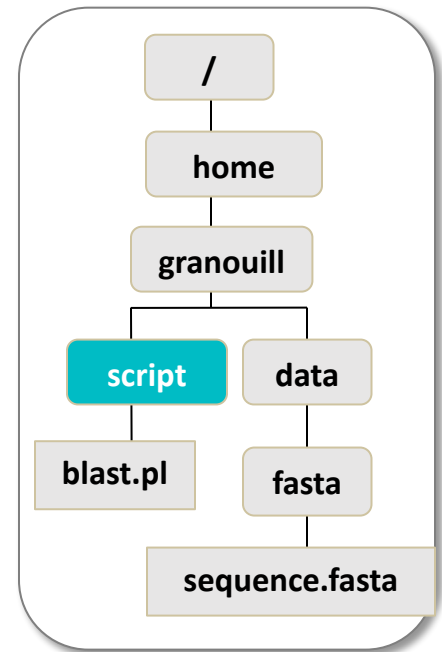 /
home
granouill
script
data
blast.pl
fasta
sequence.fasta